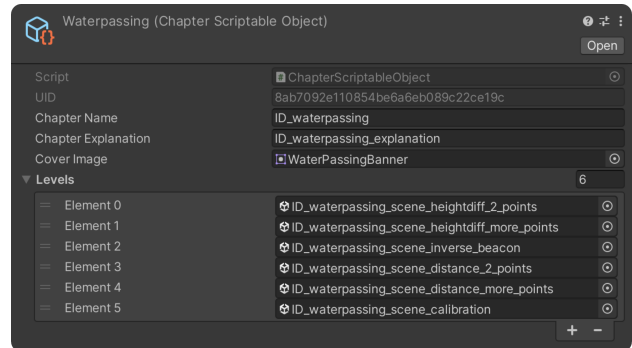 Waterpassing (Chapter Scriptable Object)
Open
Script # ChapterScriptableObject
UID 8ab7092e110854be6a6eb089c22ce19c
Chapter Name ID_waterpassing
Chapter Explanation ID_waterpassing_explanation
Cover Image WaterPassingBanner
Levels 6
Element 0 ID_waterpassing_scene_heightdiff_2_points
Element 1 ID_waterpassing_scene_heightdiff_more_points
Element 2 ID_waterpassing_scene_inverse_beacon
Element 3 ID_waterpassing_scene_distance_2_points
Element 4 ID_waterpassing_scene_distance_more_points
Element 5 ID_waterpassing_scene_calibration
+ −